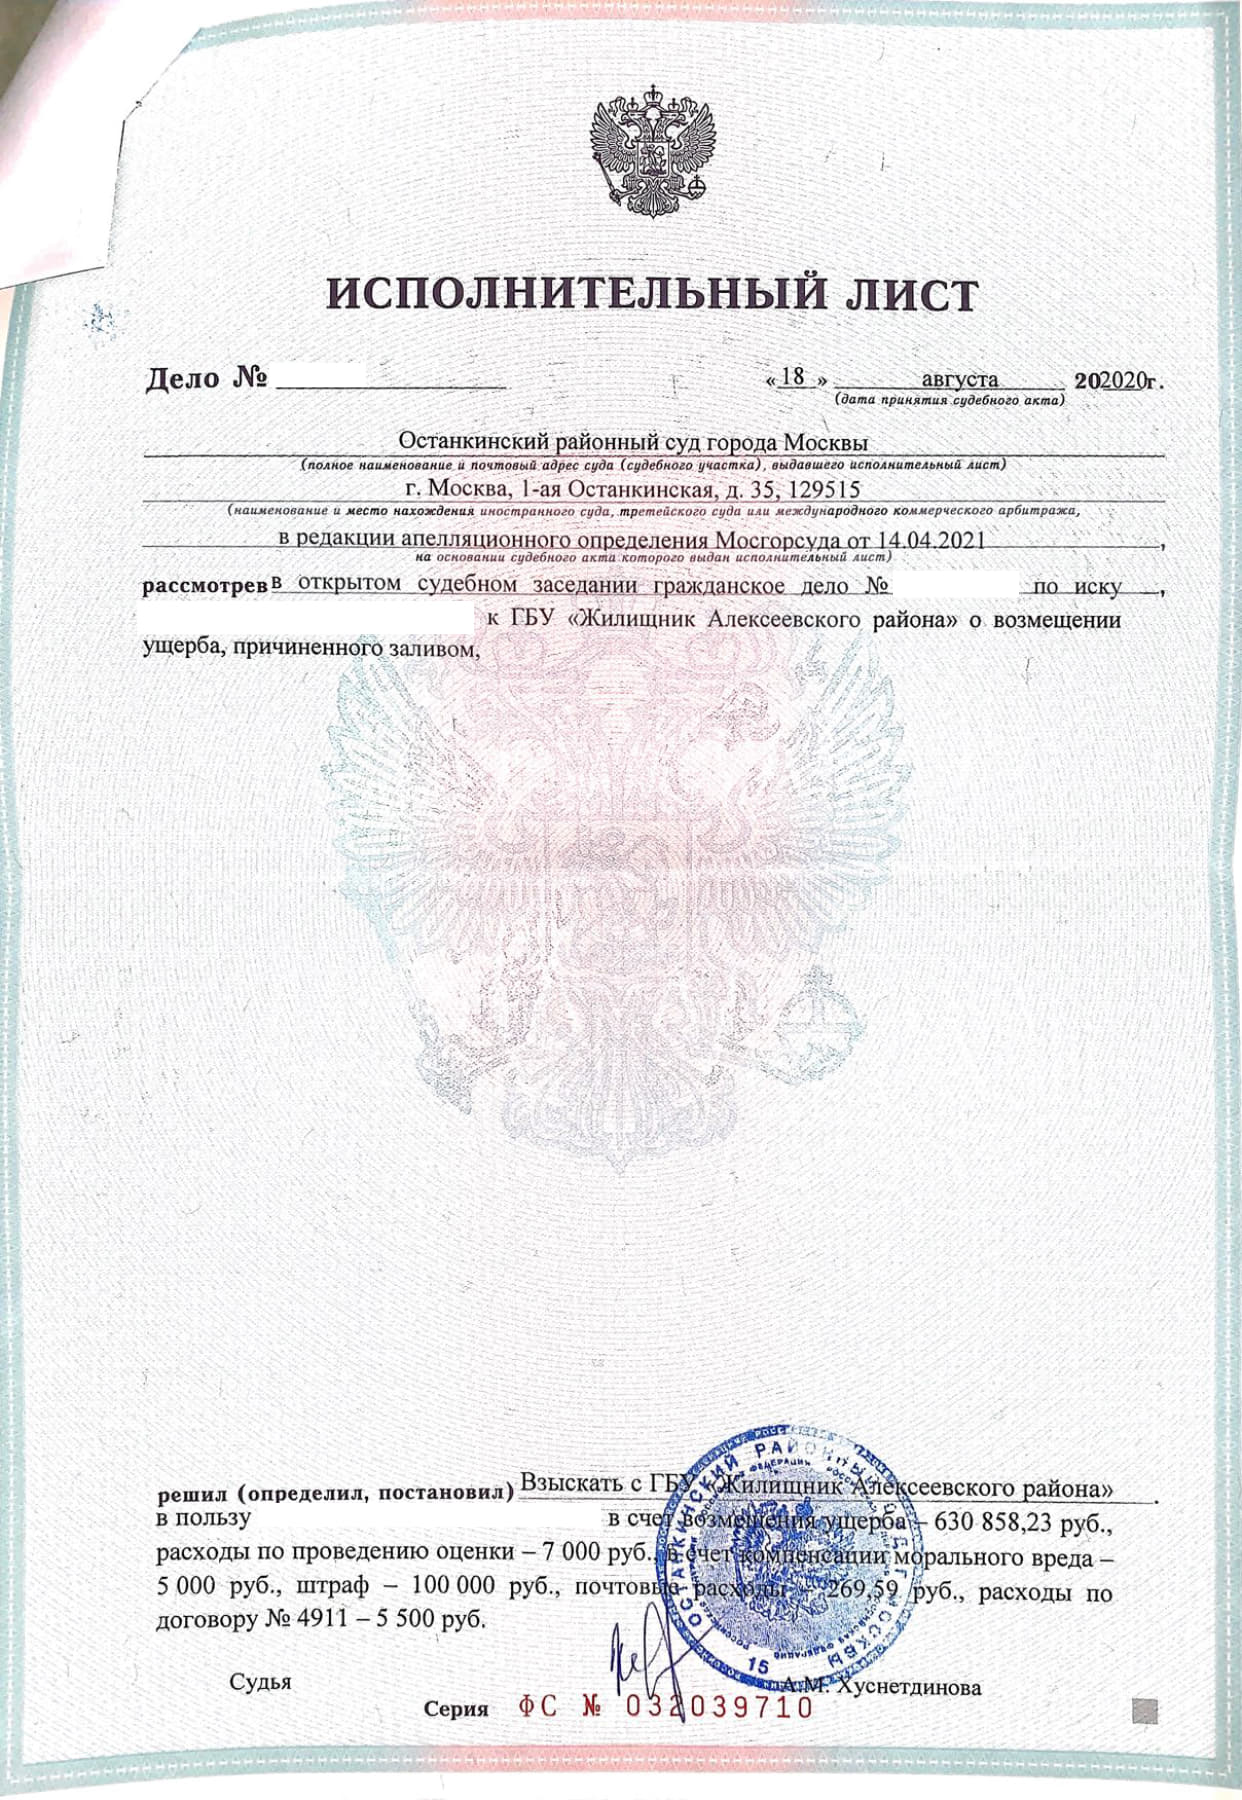 ИСПОЛНИТЕЛЬНЫЙ ЛИСТ
Дело № «18» августа 202020г.
(дата принятия судебного акта)
Останкинский районный суд города Москвы
(полное наименование и почтовый адрес суда (судебного участка), выдавшего исполнительный лист)
г. Москва, 1-ая Останкинская, д. 35, 129515
(наименование и место нахождения иностранного суда, третейского суда или международного коммерческого арбитража,
в редакции апелляционного определения Мосгорсуда от 14.04.2021,
на основании судебного акта которого выдан исполнительный лист)
рассмотрев в открытом судебном заседании гражданское дело № по иску,
к ГБУ «Жилищник Алексеевского района» о возмещении
ущерба, причиненного заливом,
решил (определил, постановил) Взыскать с ГБУ «Жилищник Алексеевского района».
в пользу в счет возмещения ущерба – 630 858,23 руб.,
расходы по проведению оценки – 7 000 руб., в счет компенсации морального вреда –
5 000 руб., штраф – 100 000 руб., почтовые расходы – 269,59 руб., расходы по
договору № 4911 – 5 500 руб.
ОСТАНКИНСКИЙ РАЙОННЫЙ СУД Г. МОСКВЫ
15
Судья А.М. Хуснетдинова
Серия ФС № 032039710